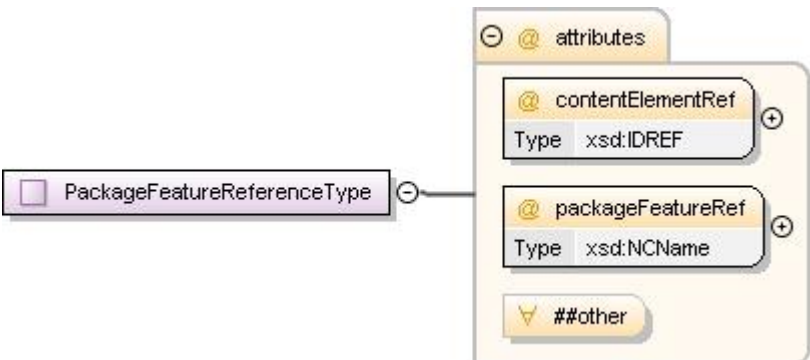 @ attributes
@ contentElementRef
Type xsd:IDREF
PackageFeatureReferenceType
@ packageFeatureRef
Type xsd:NCName
∀ ##other